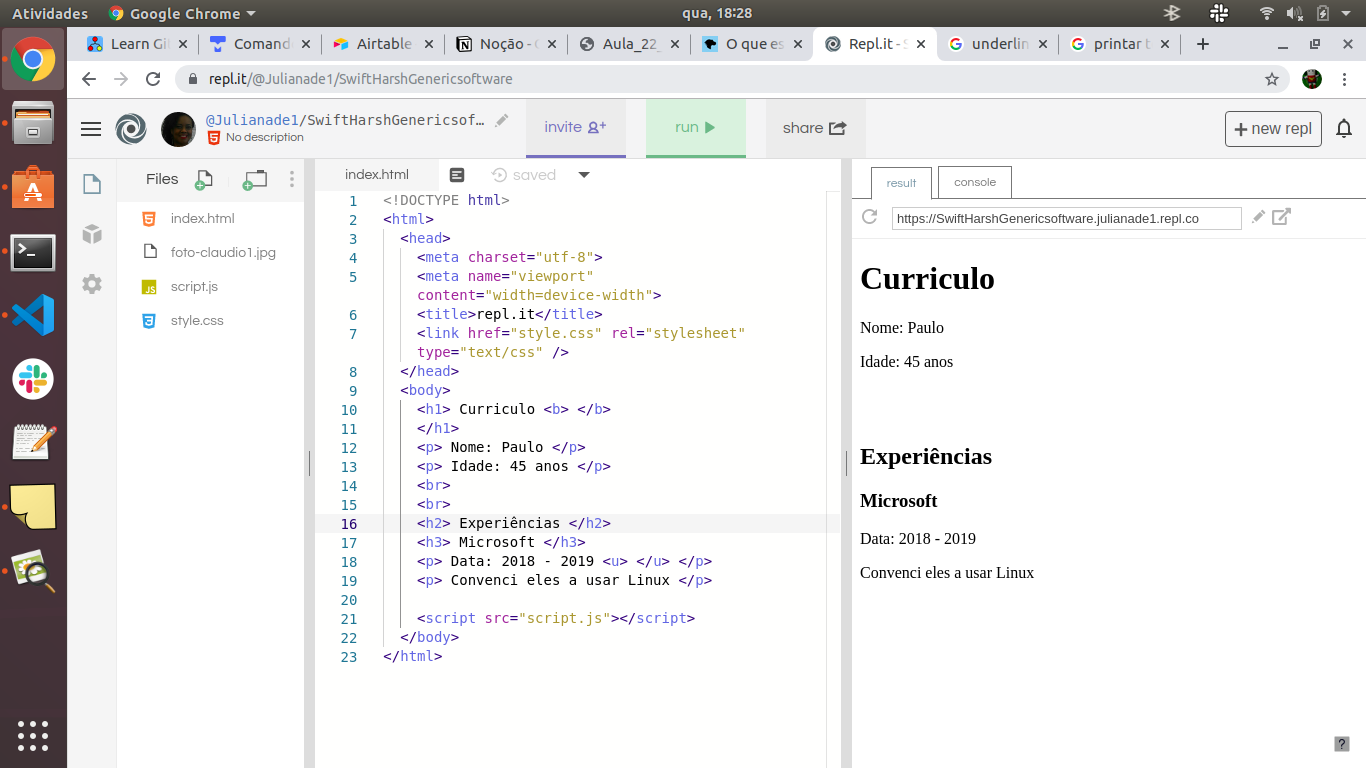 Atividades Google Chrome qua, 18:28
Learn Gi Comand Airtable Noção - Aula_22_ O que es Repl.it - underlin printar t
repl.it/@Julianade1/SwiftHarshGenericsoftware
@Julianade1/SwiftHarshGenericsof…
No description
invite
run
share
new repl
Files
index.html
foto-claudio1.jpg
script.js
style.css
index.html saved
1 <!DOCTYPE html>
2 <html>
3 <head>
4 <meta charset="utf-8">
5 <meta name="viewport"
content="width=device-width">
6 <title>repl.it</title>
7 <link href="style.css" rel="stylesheet"
type="text/css" />
8 </head>
9 <body>
10 <h1> Curriculo <b> </b>
11 </h1>
12 <p> Nome: Paulo </p>
13 <p> Idade: 45 anos </p>
14 <br>
15 <br>
16 <h2> Experiências </h2>
17 <h3> Microsoft </h3>
18 <p> Data: 2018 - 2019 <u> </u> </p>
19 <p> Convenci eles a usar Linux </p>
20
21 <script src="script.js"></script>
22 </body>
23 </html>
result console
https://SwiftHarshGenericsoftware.julianade1.repl.co
Curriculo
Nome: Paulo
Idade: 45 anos
Experiências
Microsoft
Data: 2018 - 2019
Convenci eles a usar Linux
?